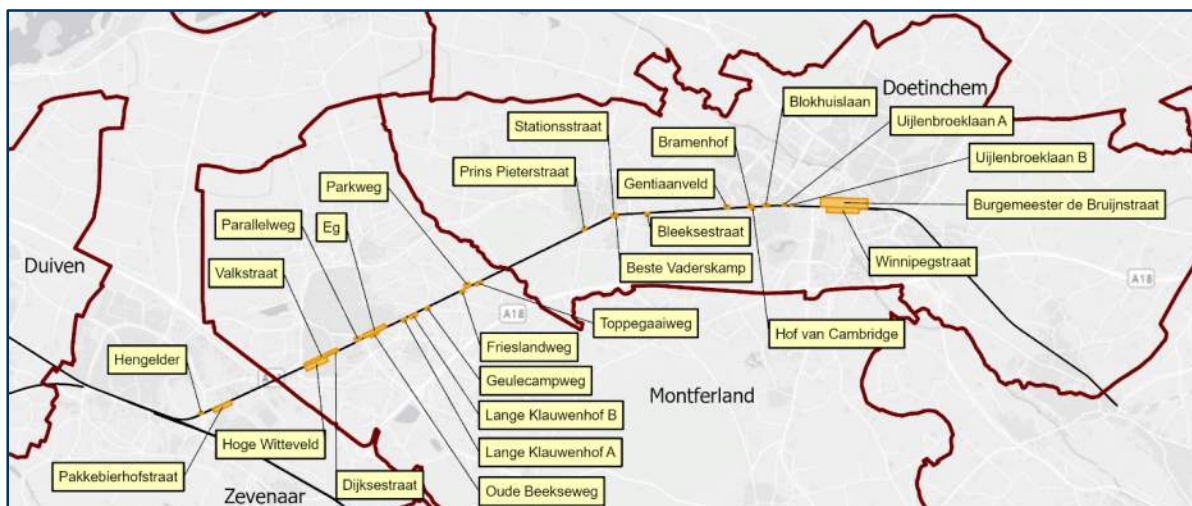 Doetinchem
Blokhuislaan
Uijlenbroeklaan A
Stationsstraat
Bramenhof
Uijlenbroeklaan B
Prins Pieterstraat
Gentiaanveld
Parkweg
Burgemeester de Bruijnstraat
Parallelweg
Eg
Bleeksestraat
Duiven
Valkstraat
Beste Vaderskamp
Winnipegstraat
A18
A18
Toppegaaiweg
Hof van Cambridge
Frieslandweg
Hengelder
Geulecampweg
Montferland
Lange Klauwenhof B
Hoge Witteveld
Lange Klauwenhof A
Pakkebierhofstraat
Dijksestraat
Oude Beekseweg
Zevenaar